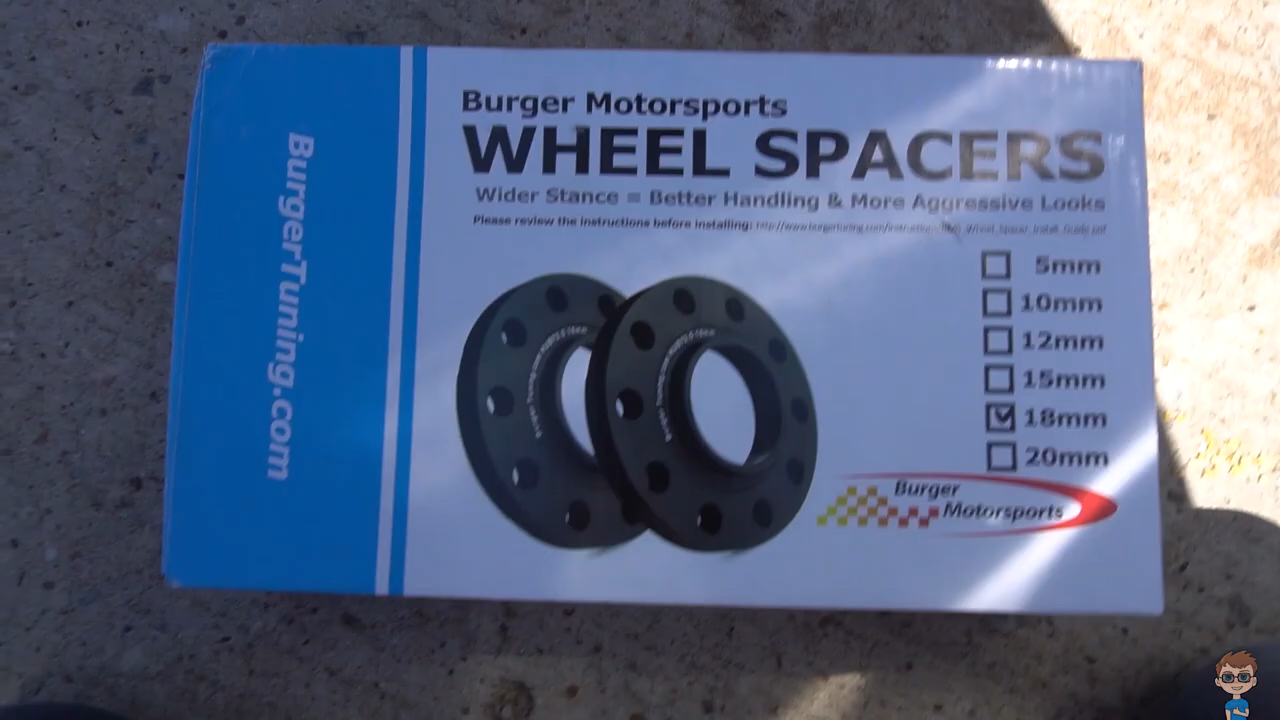 BurgerTuning.com
Burger Motorsports
WHEEL SPACERS
Wider Stance = Better Handling & More Aggressive Looks
Please review the instructions before installing:
5mm
10mm
12mm
15mm
18mm
20mm
Burger
Motorsports